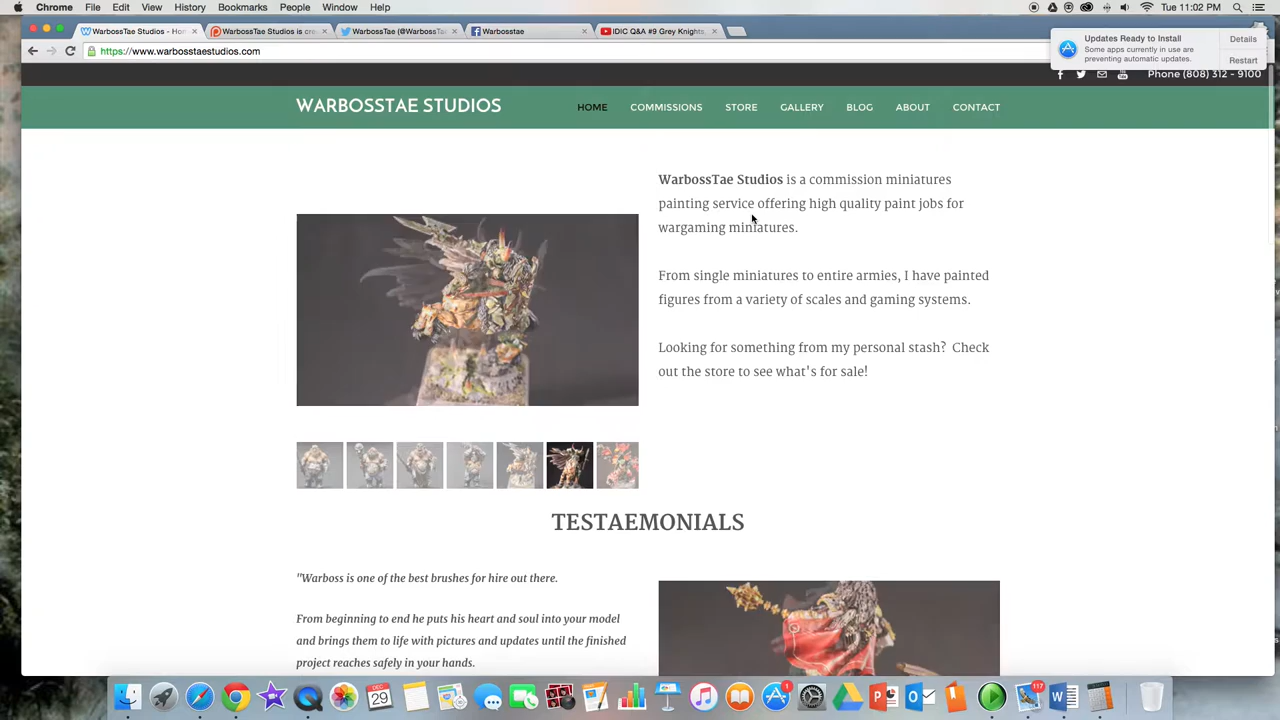 Chrome File Edit View History Bookmarks People Window Help Tue 11:02 PM
WarbossTae Studios - Hom Patreon WarbossTae Studios is crea WarbossTae (@WarbossTa Warbosstae IDIC Q&A #9 Grey Knights
https://www.warbosstaestudios.com
Updates Ready to Install
Some apps currently in use are
preventing automatic updates.
Details
Restart
Phone (808) 312 - 9100
WARBOSSTAE STUDIOS HOME COMMISSIONS STORE GALLERY BLOG ABOUT CONTACT
WarbossTae Studios is a commission miniatures
painting service offering high quality paint jobs for
wargaming miniatures.
From single miniatures to entire armies, I have painted
figures from a variety of scales and gaming systems.
Looking for something from my personal stash? Check
out the store to see what's for sale!
TESTAEMONIALS
"Warboss is one of the best brushes for hire out there.
From beginning to end he puts his heart and soul into your model
and brings them to life with pictures and updates until the finished
project reaches safely in your hands.
DEC
29
1
117